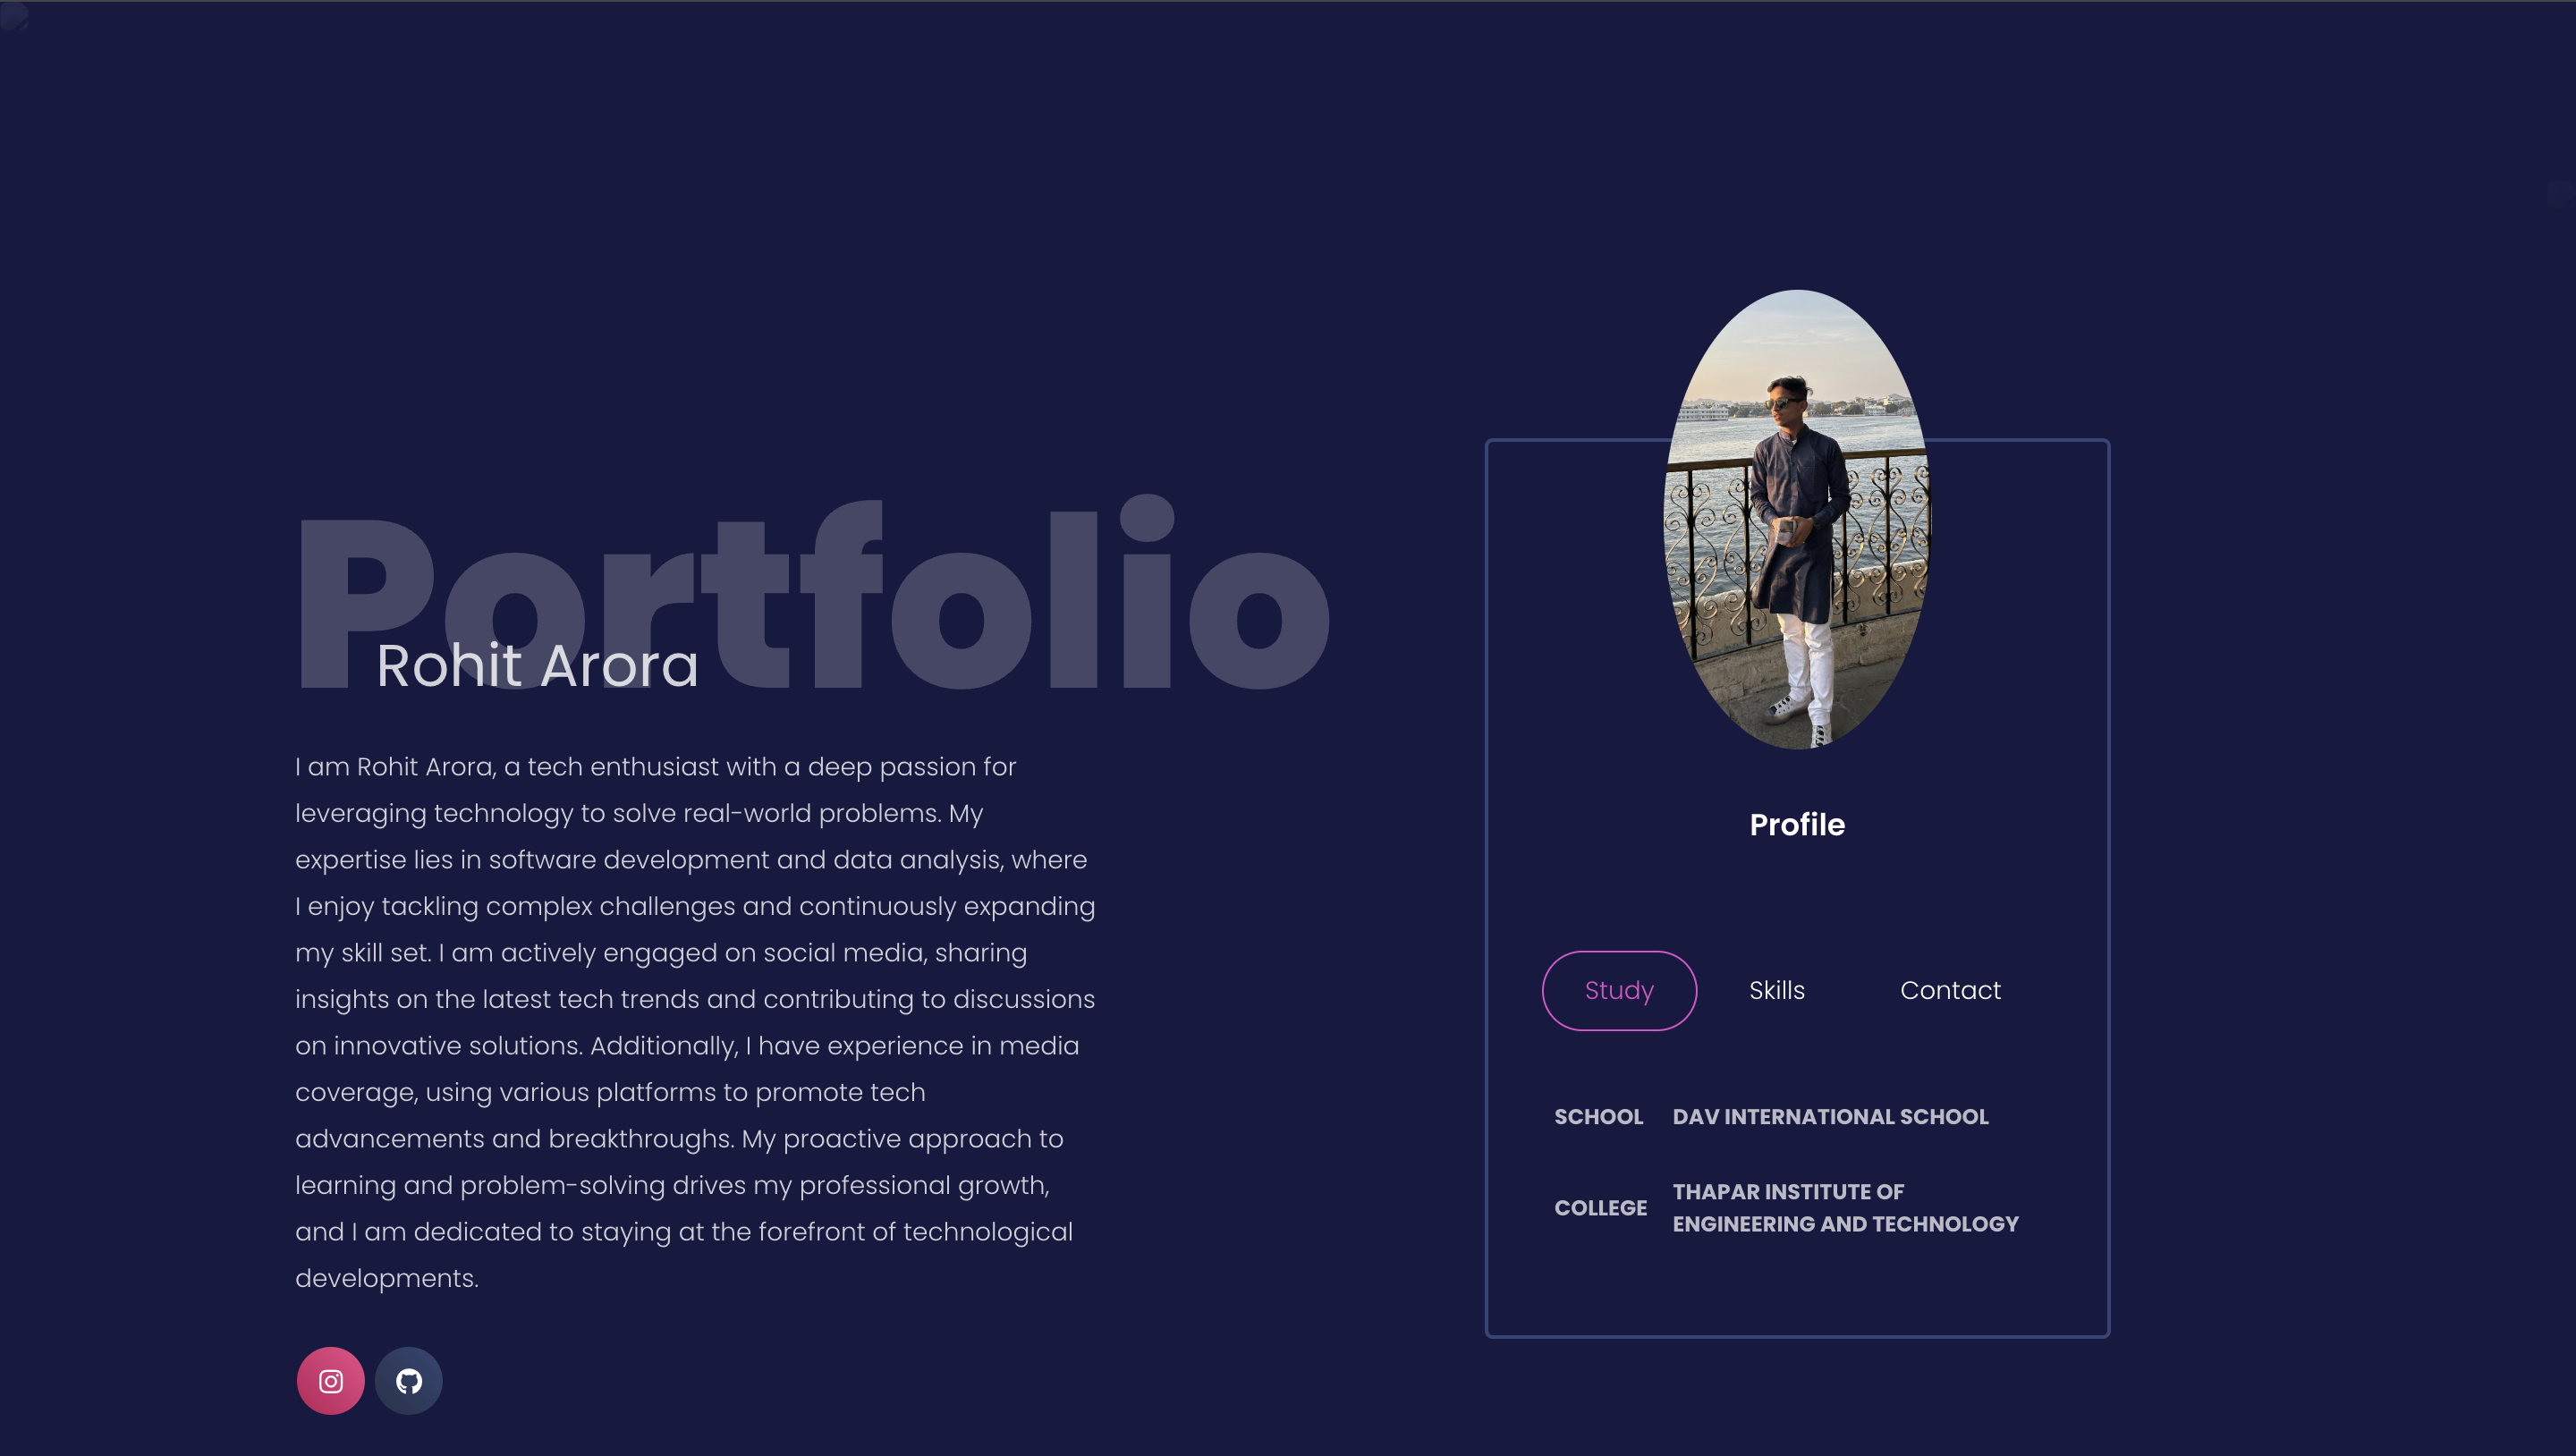 Portfolio
Rohit Arora
I am Rohit Arora, a tech enthusiast with a deep passion for
leveraging technology to solve real-world problems. My
expertise lies in software development and data analysis, where
I enjoy tackling complex challenges and continuously expanding
my skill set. I am actively engaged on social media, sharing
insights on the latest tech trends and contributing to discussions
on innovative solutions. Additionally, I have experience in media
coverage, using various platforms to promote tech
advancements and breakthroughs. My proactive approach to
learning and problem-solving drives my professional growth,
and I am dedicated to staying at the forefront of technological
developments.
Profile
Study Skills Contact
SCHOOL DAV INTERNATIONAL SCHOOL
COLLEGE THAPAR INSTITUTE OF
ENGINEERING AND TECHNOLOGY